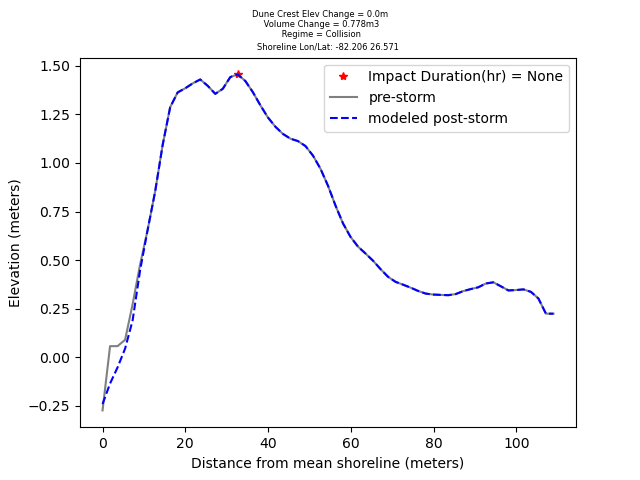 Dune Crest Elev Change = 0.0m
Volume Change = 0.778m3
Regime = Collision
Shoreline Lon/Lat: -82.206 26.571
Impact Duration(hr) = None
pre-storm
modeled post-storm
1.50
1.25
1.00
0.75
0.50
0.25
0.00
−0.25
Elevation (meters)
0 20 40 60 80 100
Distance from mean shoreline (meters)